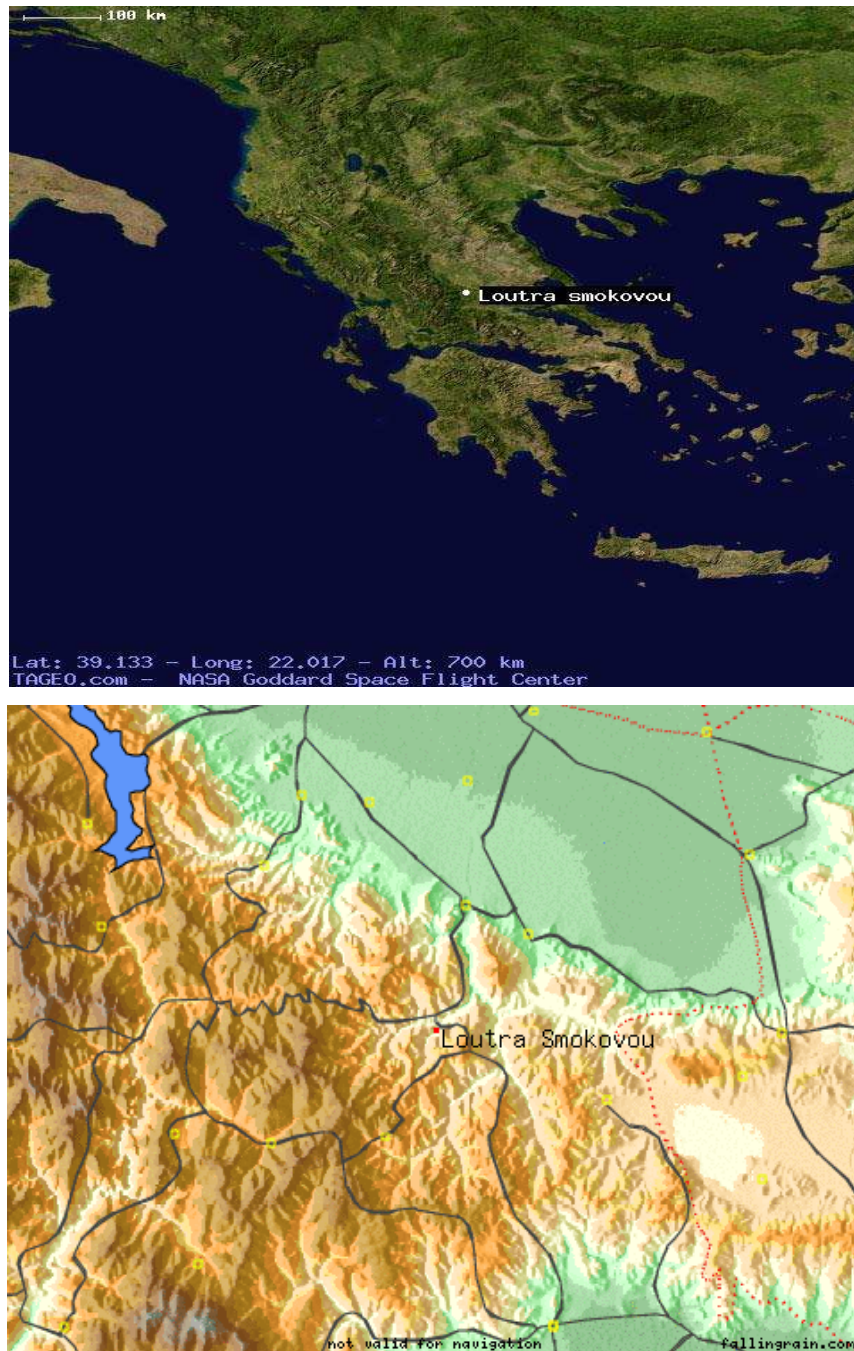 100 km
Loutra smokovou
Lat: 39.133 - Long: 22.017 - Alt: 700 km
TAGEO.com - NASA Goddard Space Flight Center
Loutra Smokovou
not valid for navigation
fallingrain.com